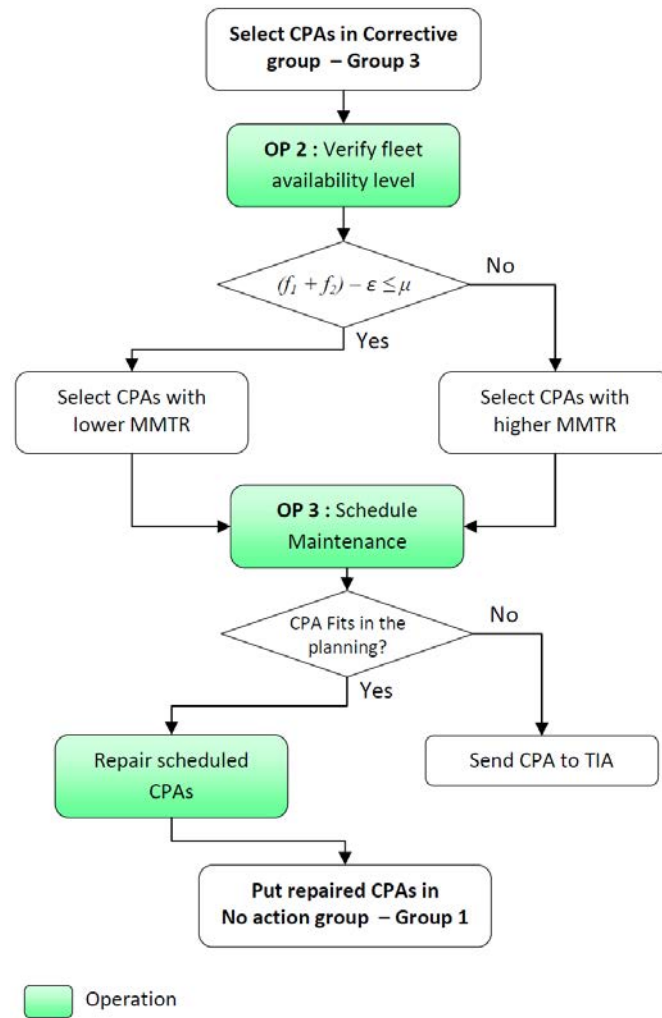 Select CPAs in Corrective
group – Group 3
OP 2 : Verify fleet
availability level
(f₁ + f₂) – ε ≤ μ
No
Yes
Select CPAs with
lower MMTR
Select CPAs with
higher MMTR
OP 3 : Schedule
Maintenance
CPA Fits in the
planning?
No
Yes
Repair scheduled
CPAs
Send CPA to TIA
Put repaired CPAs in
No action group – Group 1
Operation